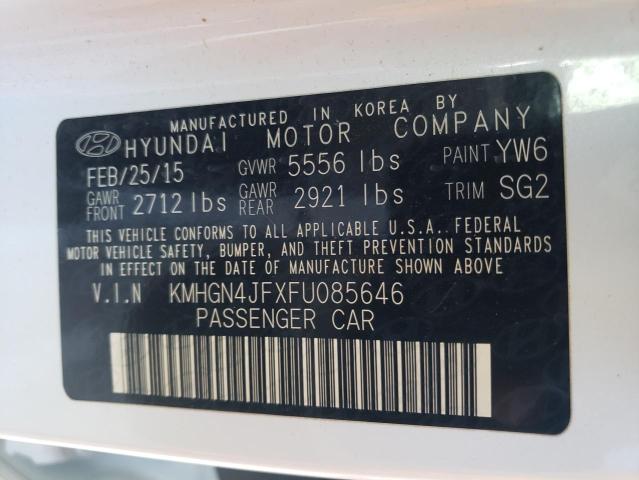 MANUFACTURED IN KOREA BY
HYUNDAI MOTOR COMPANY
FEB/25/15 GVWR 5556 lbs PAINT YW6
GAWR FRONT 2712 lbs GAWR REAR 2921 lbs TRIM SG2
THIS VEHICLE CONFORMS TO ALL APPLICABLE U.S.A. FEDERAL
MOTOR VEHICLE SAFETY, BUMPER, AND THEFT PREVENTION STANDARDS
IN EFFECT ON THE DATE OF MANUFACTURE SHOWN ABOVE.
V.I.N KMHGN4JFXFU085646
PASSENGER CAR